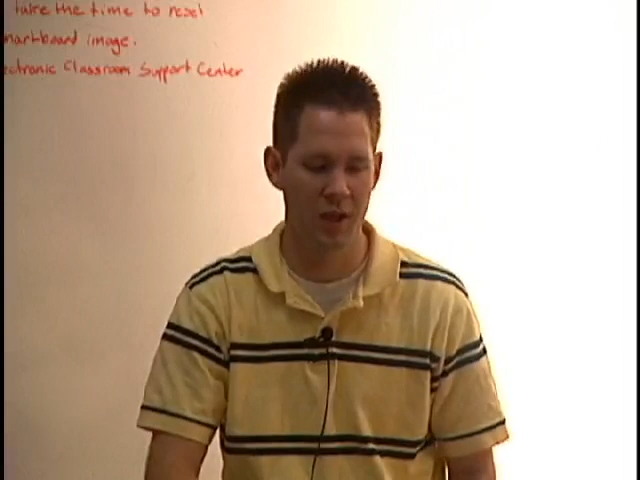 take the time to reset
martboard image.
ectronic Classroom Support Center